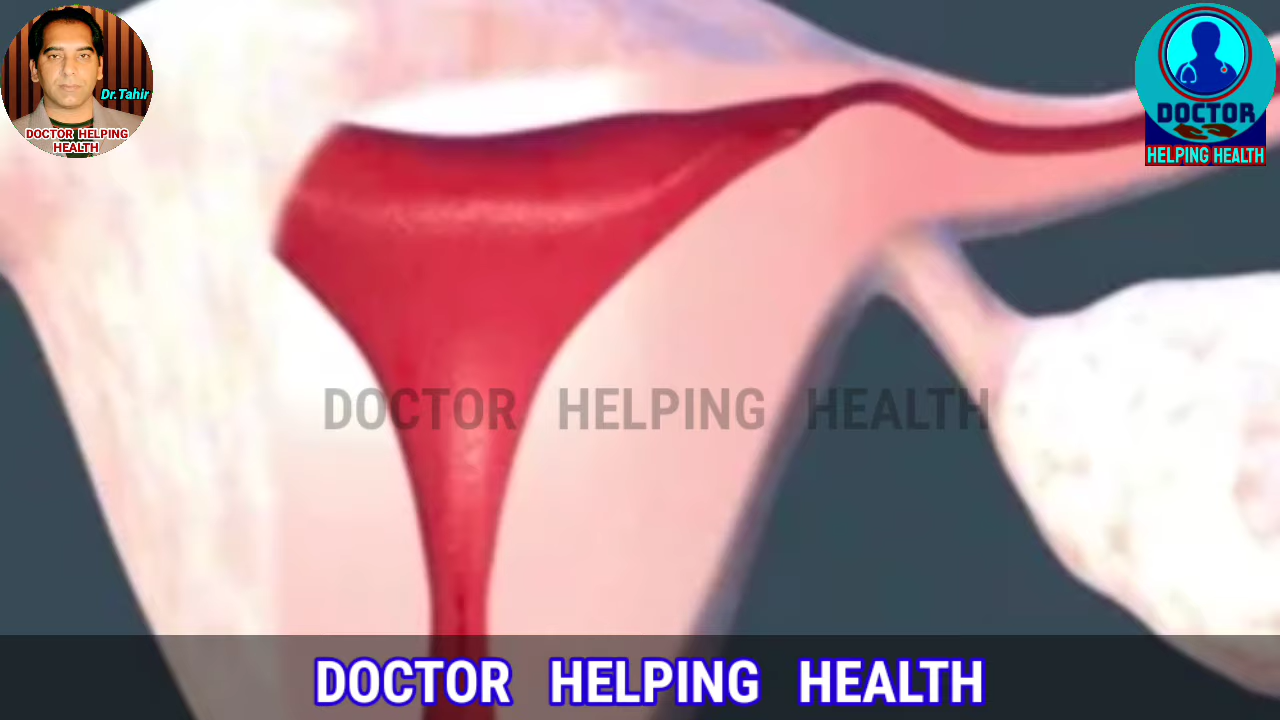 Dr.Tahir
DOCTOR HELPING
HEALTH
DOCTOR
HELPING HEALTH
DOCTOR HELPING HEALTH
DOCTOR HELPING HEALTH